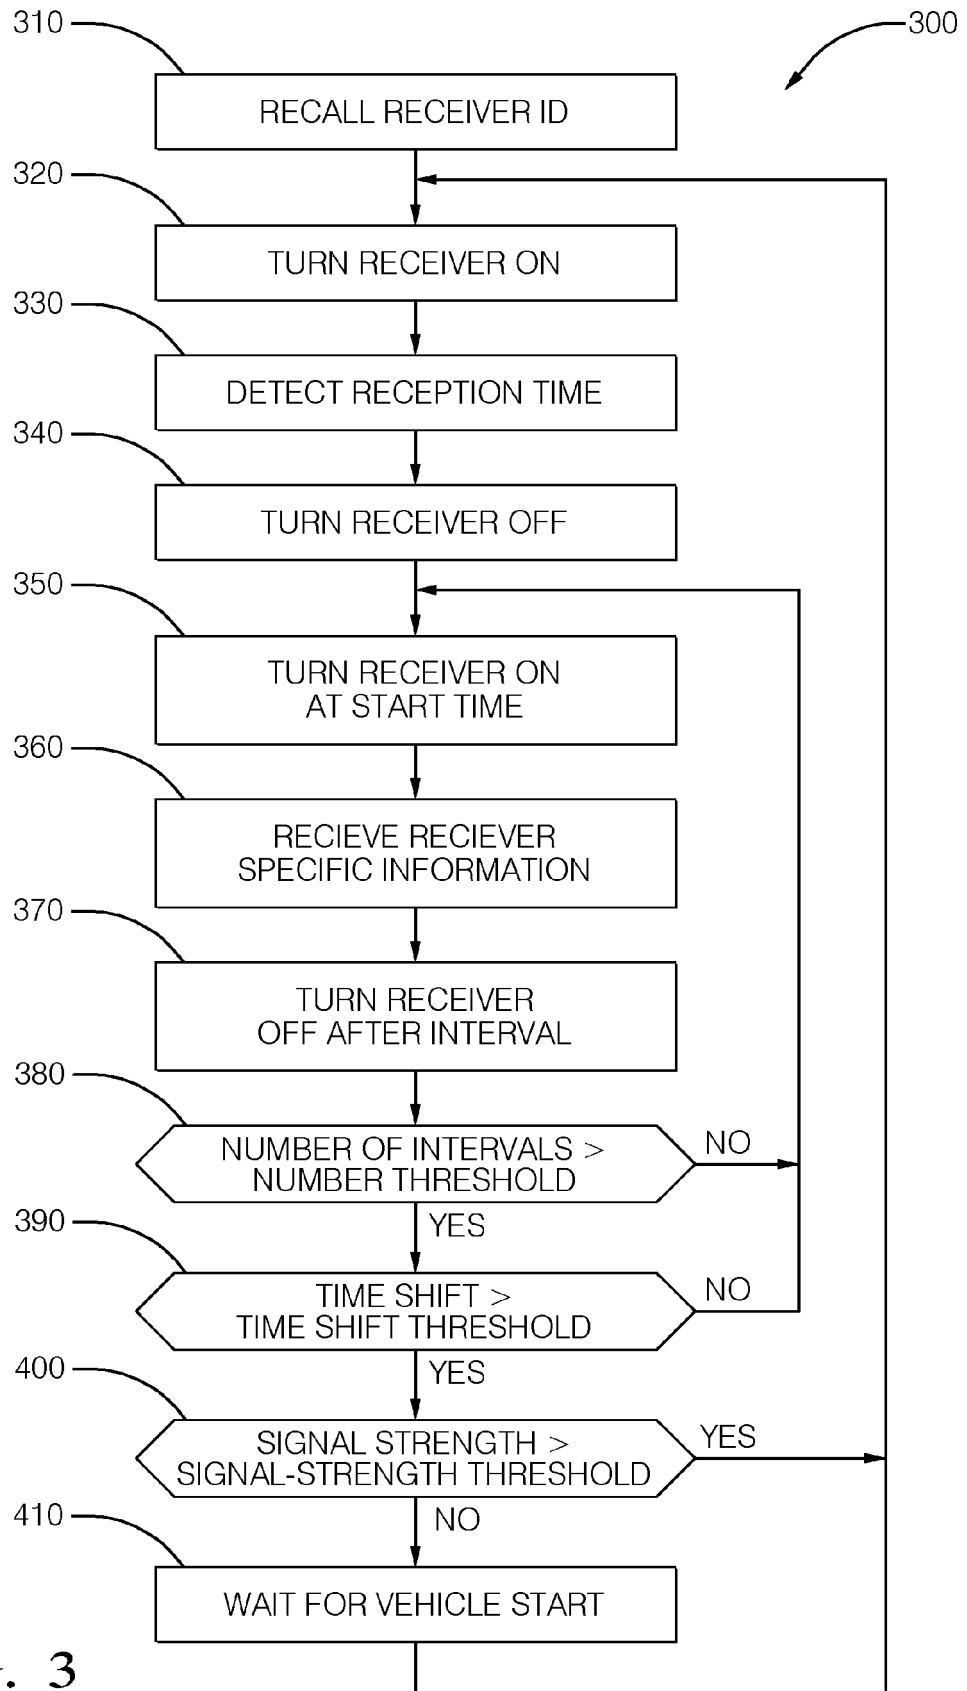 310
300
RECALL RECEIVER ID
320
TURN RECEIVER ON
330
DETECT RECEPTION TIME
340
TURN RECEIVER OFF
350
TURN RECEIVER ON
AT START TIME
360
RECIEVE RECIEVER
SPECIFIC INFORMATION
370
TURN RECEIVER
OFF AFTER INTERVAL
380
NUMBER OF INTERVALS >
NUMBER THRESHOLD
NO
YES
390
TIME SHIFT >
TIME SHIFT THRESHOLD
NO
YES
400
SIGNAL STRENGTH >
SIGNAL-STRENGTH THRESHOLD
YES
NO
410
WAIT FOR VEHICLE START
. 3